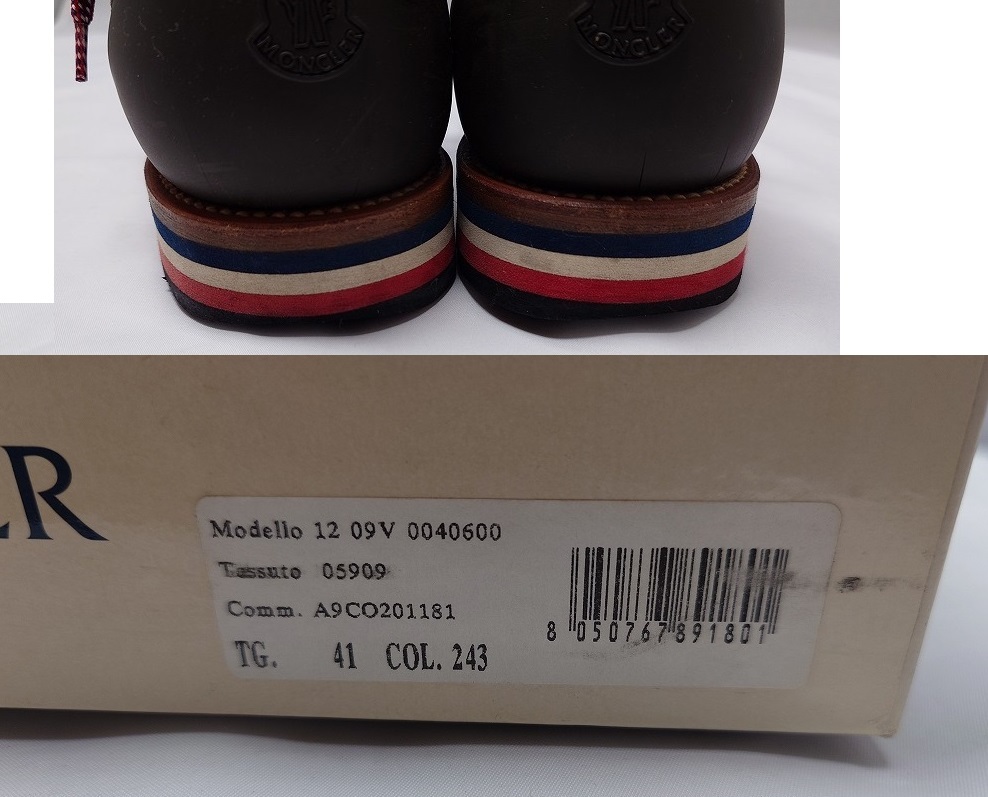 MONCLER
MONCLER
LER
Modello 12 09V 0040600
Tessuto 05909
Comm. A9CO201181
TG. 41 COL. 243
8 050767 891801